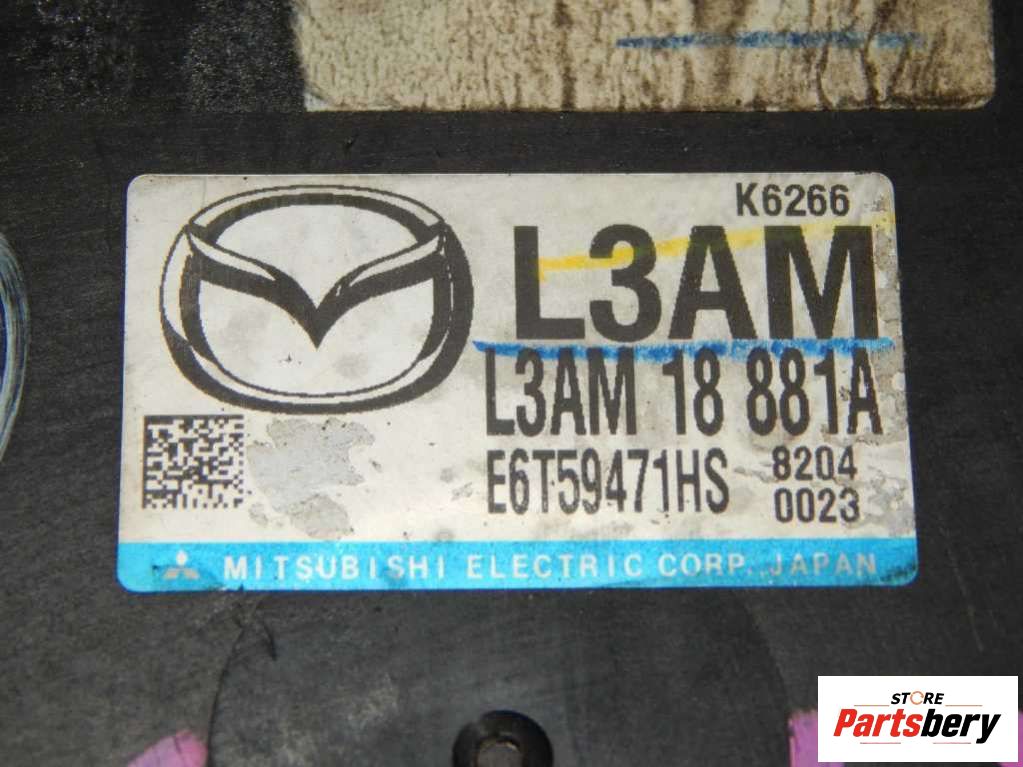 K6266
L3AM
L3AM 18 881A
E6T59471HS 8204
0023
MITSUBISHI ELECTRIC CORP. JAPAN
STORE
Partsbery